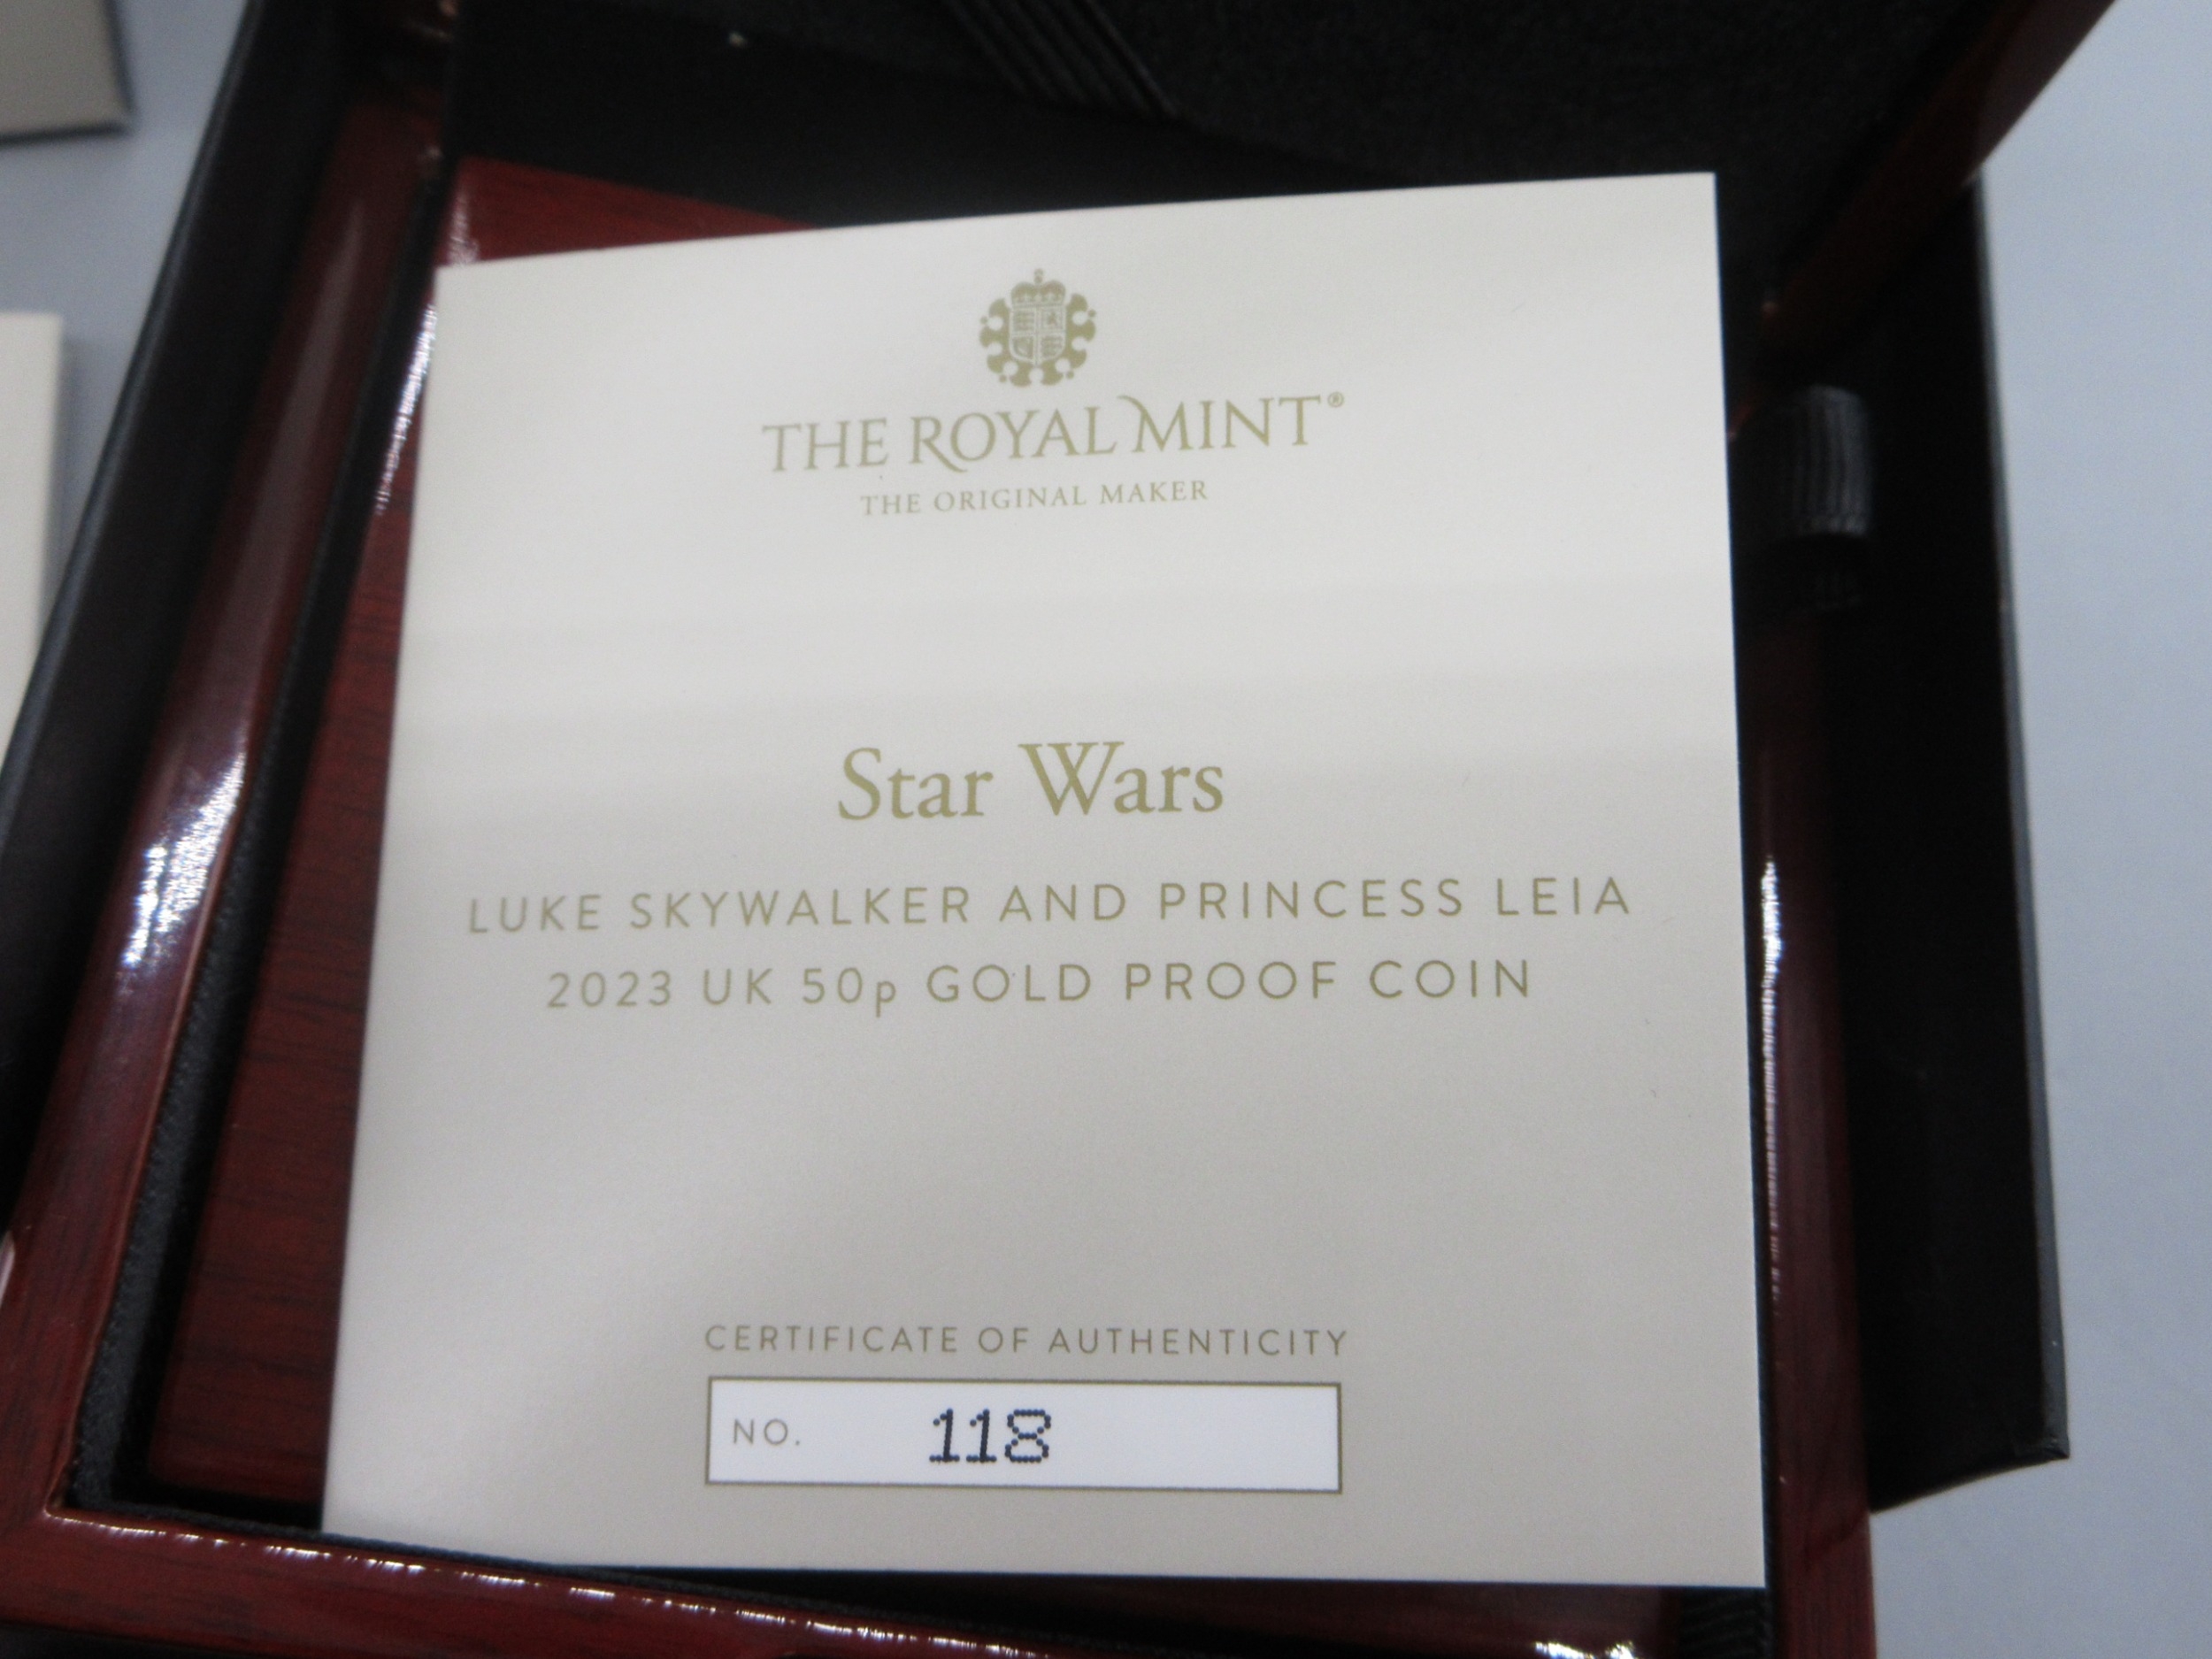 THE ROYAL MINT®
THE ORIGINAL MAKER
Star Wars
LUKE SKYWALKER AND PRINCESS LEIA
2023 UK 50p GOLD PROOF COIN
CERTIFICATE OF AUTHENTICITY
NO. 118